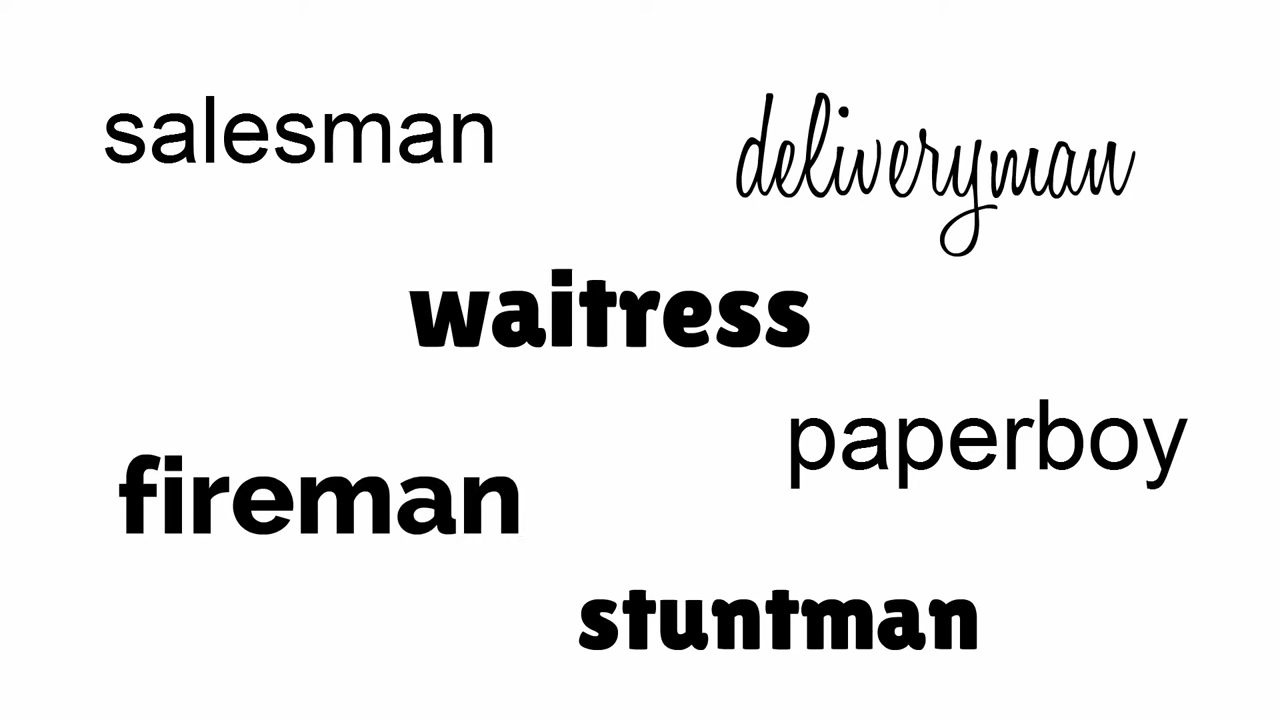 salesman
deliveryman
waitress
paperboy
fireman
stuntman